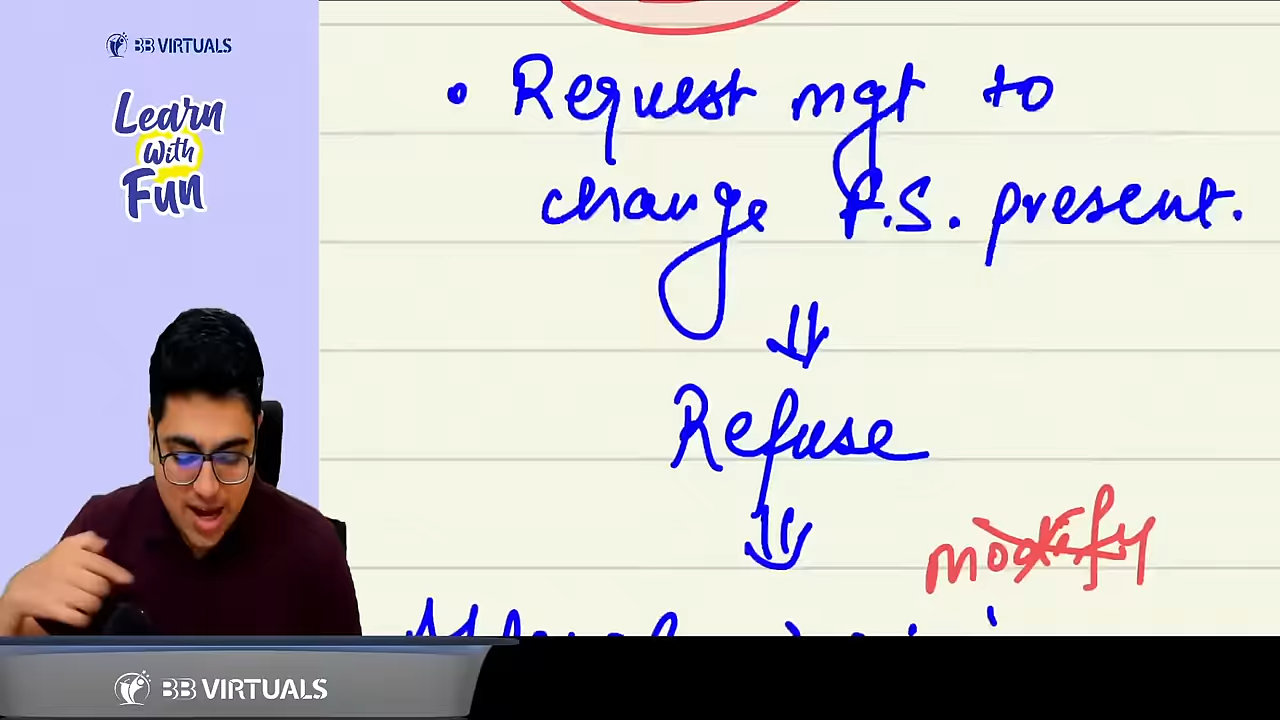 BB VIRTUALS
Learn
With
Fun
• Request mgt to
change F.S. present.
⇓
Refuse
⇓
modify
BB VIRTUALS